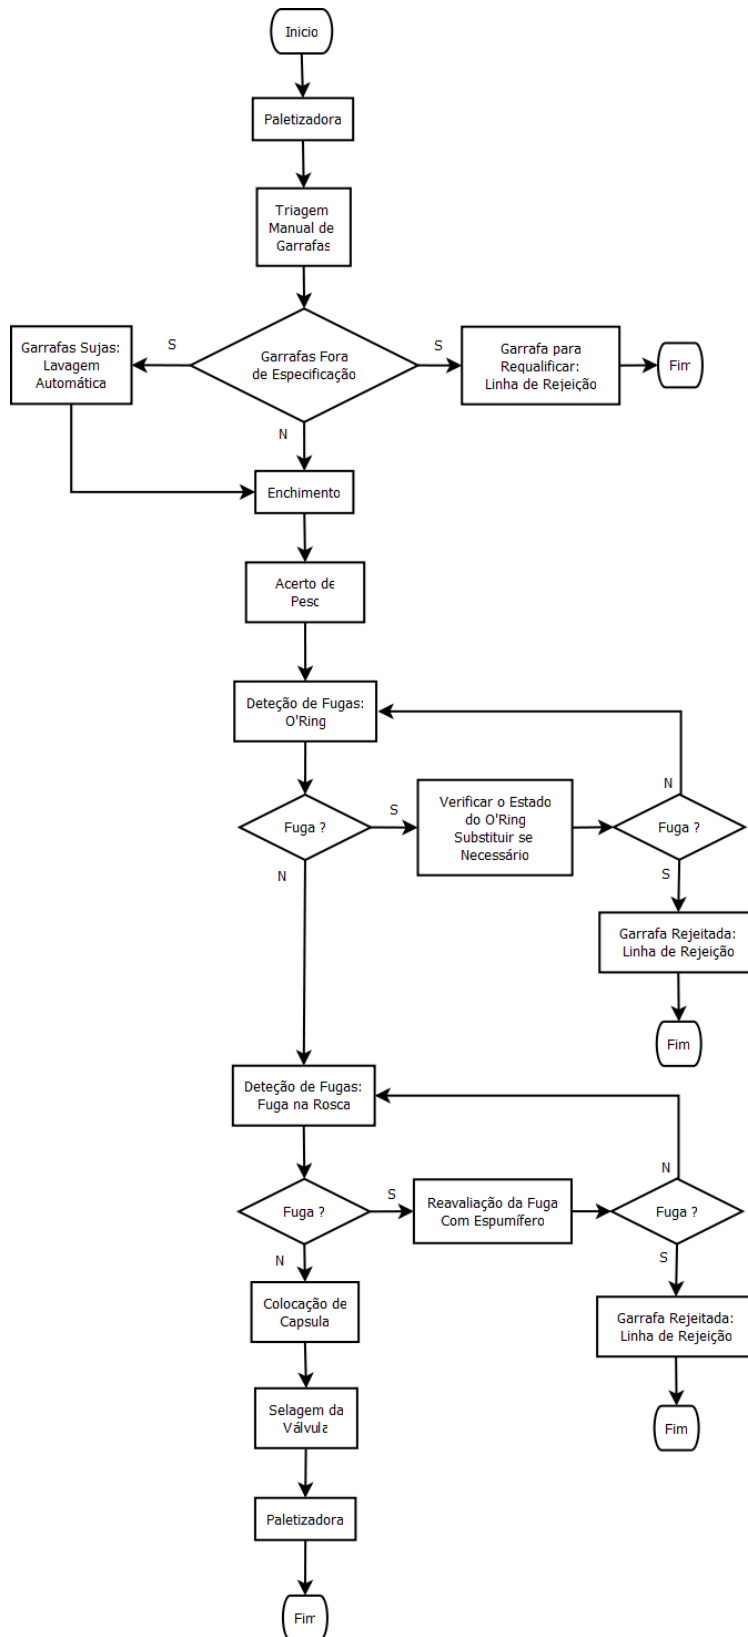 Inicio
Paletizadora
Triagem
Manual de
Garrafas
Garrafas Sujas:
Lavagem
Automática
S
Garrafas Fora
de Especificação
S
Garrafa para
Requalificar:
Linha de Rejeição
Fim
N
Enchimento
Acerto de
Peso
Deteção de Fugas:
O'Ring
Fuga ?
S
Verificar o Estado
do O'Ring
Substituir se
Necessário
Fuga ?
N
S
N
Garrafa Rejeitada:
Linha de Rejeição
Fim
Deteção de Fugas:
Fuga na Rosca
Fuga ?
S
Reavaliação da Fuga
Com Espumífero
Fuga ?
N
S
N
Garrafa Rejeitada:
Linha de Rejeição
Fim
Colocação de
Capsula
Selagem da
Válvula
Paletizadora
Fim